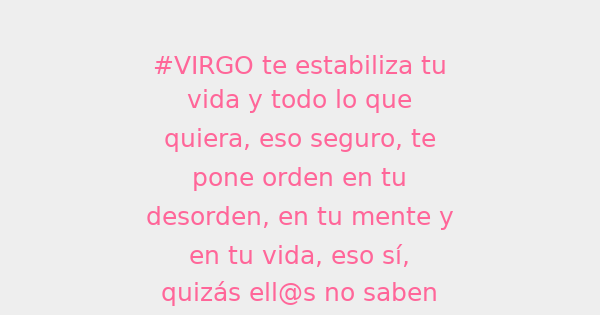 #VIRGO te estabiliza tu
vida y todo lo que
quiera, eso seguro, te
pone orden en tu
desorden, en tu mente y
en tu vida, eso sí,
quizás ell@s no saben